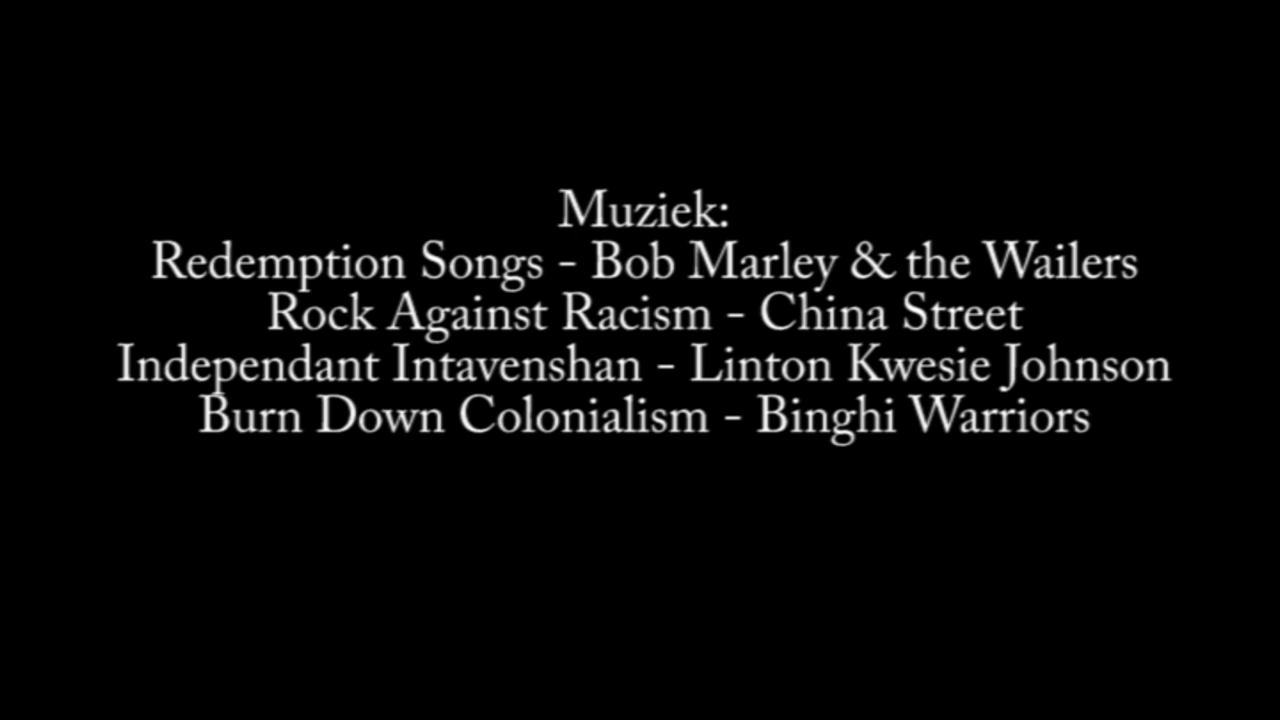 Muziek:
Redemption Songs - Bob Marley & the Wailers
Rock Against Racism - China Street
Independant Intavenshan - Linton Kwesie Johnson
Burn Down Colonialism - Binghi Warriors